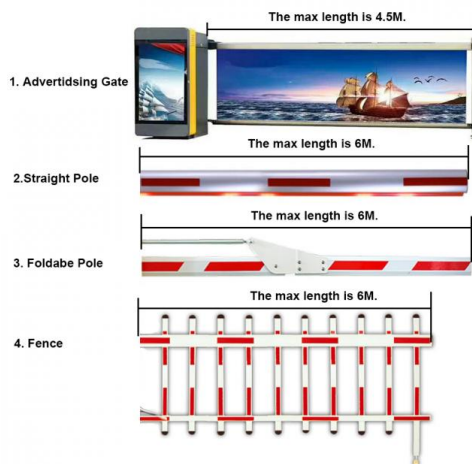 The max length is 4.5M.
1. Advertidsing Gate
The max length is 6M.
2.Straight Pole
The max length is 6M.
3. Foldabe Pole
The max length is 6M.
4. Fence